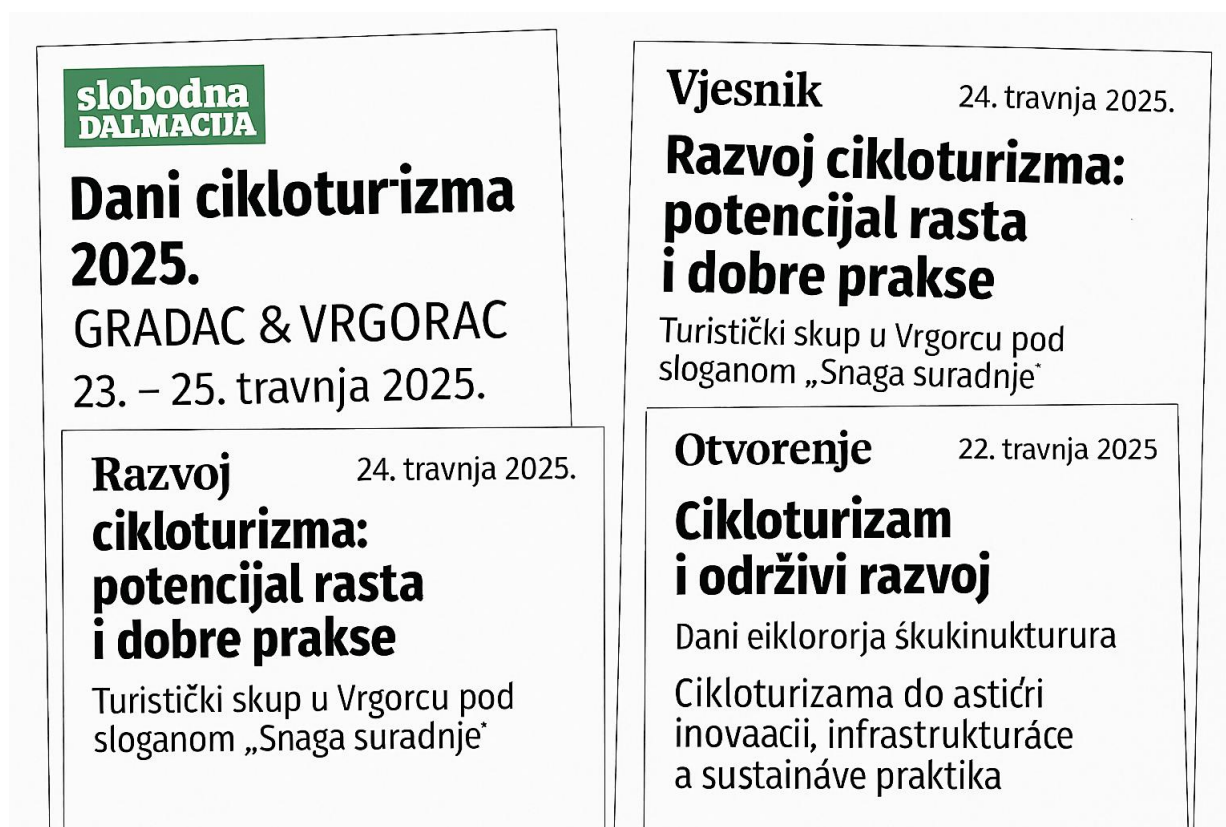 slobodna
DALMACIJA
Dani cikloturizma
2025.
GRADAC & VRGORAC
23. – 25. travnja 2025.
Vjesnik
24. travnja 2025.
Razvoj cikloturizma:
potencijal rasta
i dobre prakse
Turistički skup u Vrgorcu pod
sloganom „Snaga suradnje"
Razvoj
24. travnja 2025.
cikloturizma:
potencijal rasta
i dobre prakse
Turistički skup u Vrgorcu pod
sloganom „Snaga suradnje"
Otvorenje
22. travnja 2025
Cikloturizam
i održivi razvoj
Dani eiklororja śkukinukturura
Cikloturizama do astićri
inovaacii, infrastrukturáce
a sustaináve praktika